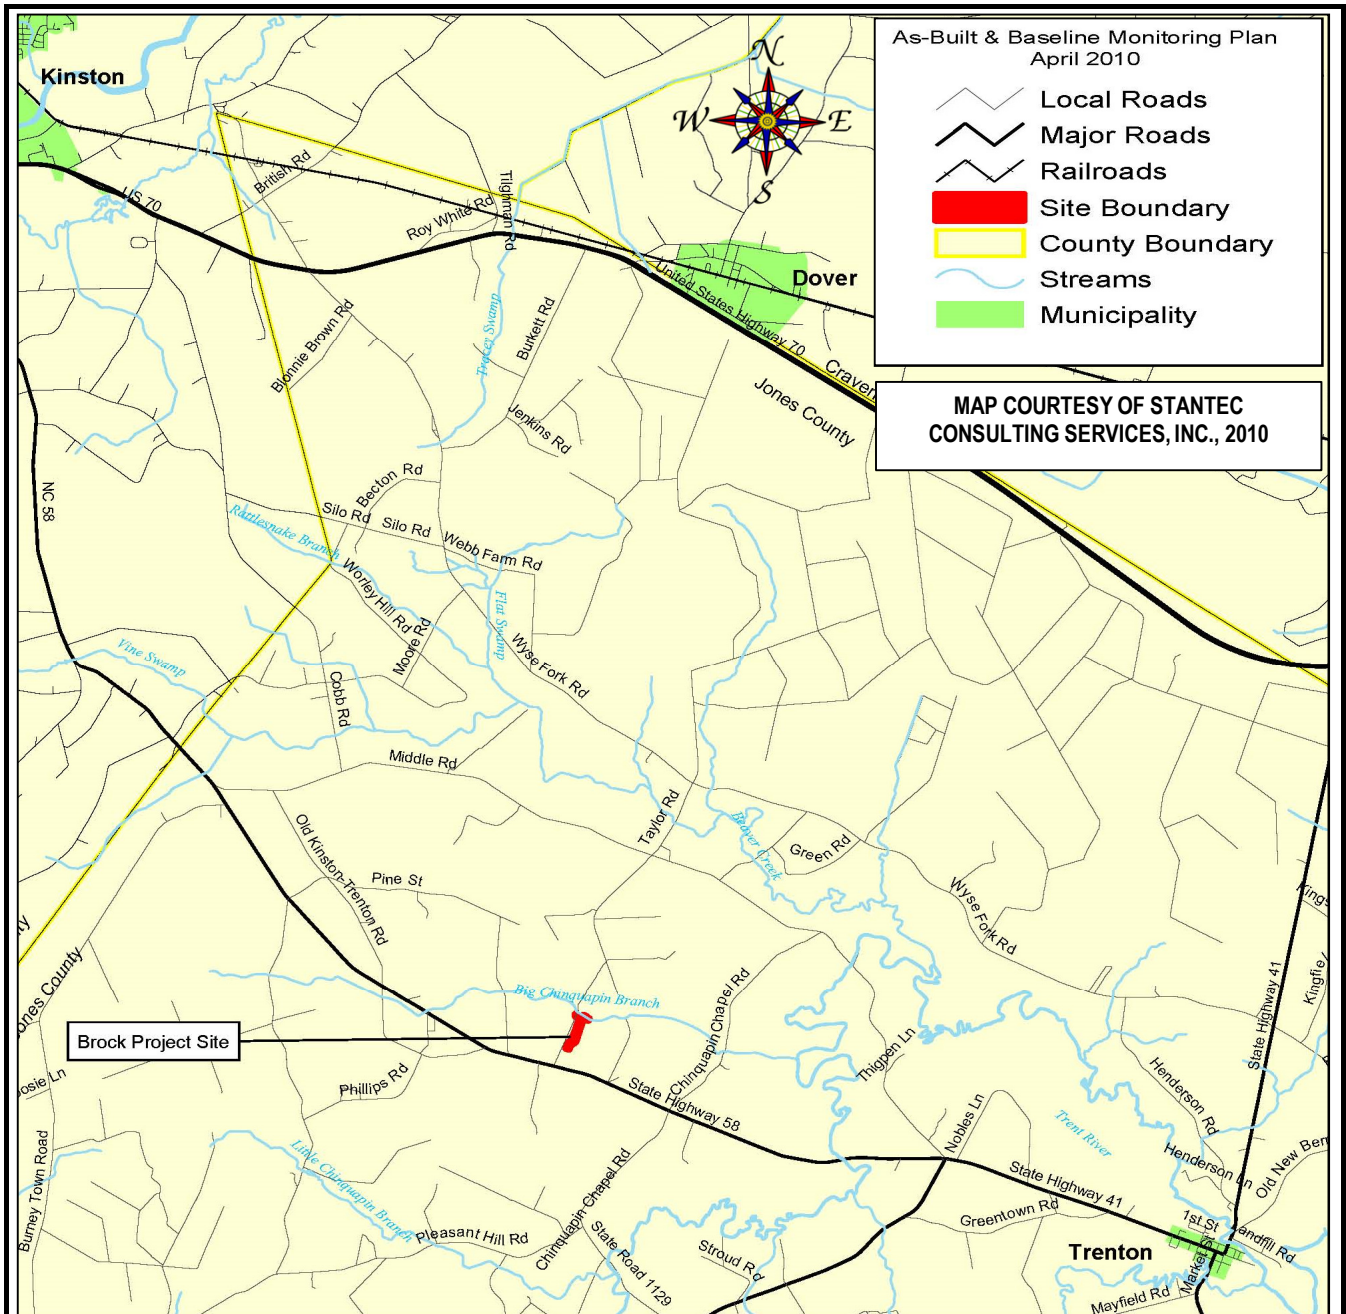 As-Built & Baseline Monitoring Plan
April 2010
Local Roads
Major Roads
Railroads
Site Boundary
County Boundary
Streams
Municipality
MAP COURTESY OF STANTEC
CONSULTING SERVICES, INC., 2010
N
W
E
S
Kinston
US 70
British Rd
Roy White Rd
Tilghman Rd
Dover
United States Highway 70
Craven
Jones County
Blonnie Brown Rd
Tracey Swamp
Burkett Rd
Jenkins Rd
NC 58
Becton Rd
Silo Rd
Silo Rd
Webb Farm Rd
Rattlesnake Branch
Worley Hill Rd
Moore Rd
Flat Swamp
Wyse Fork Rd
Vine Swamp
Cobb Rd
Middle Rd
Old Kinston-Trenton Rd
Taylor Rd
Beaver Creek
Green Rd
Pine St
Wyse Fork Rd
Jones County
Big Chinquapin Branch
Chinquapin Chapel Rd
State Highway 41
Brock Project Site
Thigpen Ln
Phillips Rd
State Highway 58
Henderson Rd
Nobles Ln
Trent River
Henderson Ln
Burney Town Road
Little Chinquapin Branch
Chinquapin Chapel Rd
Pleasant Hill Rd
State Road 1129
Stroud Rd
State Highway 41
Greentown Rd
1st St
Landfill Rd
Trenton
Market St
Mayfield Rd